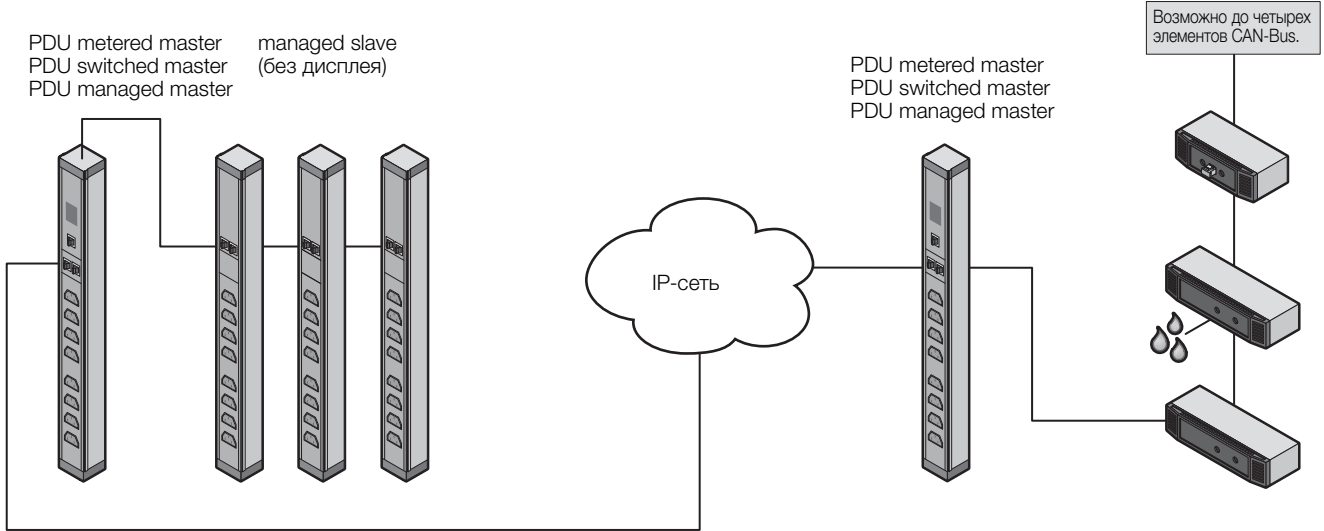 PDU metered master
PDU switched master
PDU managed master
managed slave
(без дисплея)
IP-сеть
PDU metered master
PDU switched master
PDU managed master
Возможно до четырех
элементов CAN-Bus.